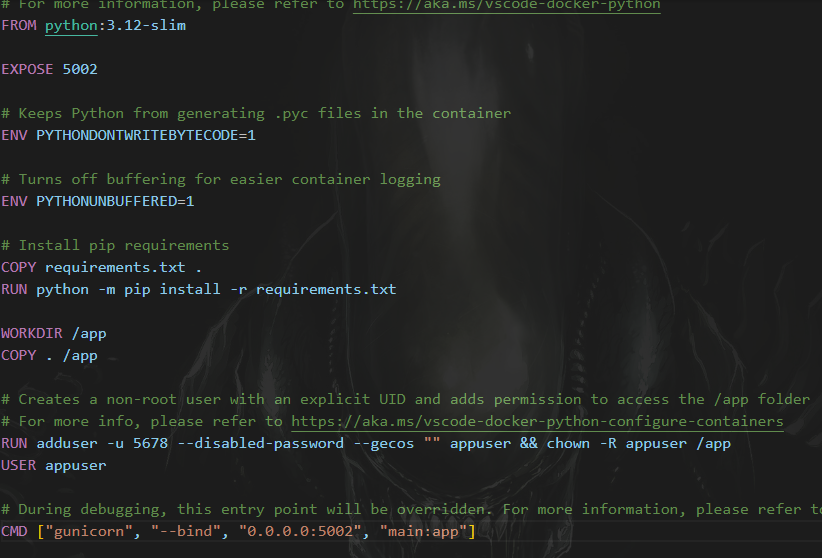 # For more information, please refer to https://aka.ms/vscode-docker-python
FROM python:3.12-slim
EXPOSE 5002
# Keeps Python from generating .pyc files in the container
ENV PYTHONDONTWRITEBYTECODE=1
# Turns off buffering for easier container logging
ENV PYTHONUNBUFFERED=1
# Install pip requirements
COPY requirements.txt .
RUN python -m pip install -r requirements.txt
WORKDIR /app
COPY . /app
# Creates a non-root user with an explicit UID and adds permission to access the /app folder
# For more info, please refer to https://aka.ms/vscode-docker-python-configure-containers
RUN adduser -u 5678 --disabled-password --gecos "" appuser && chown -R appuser /app
USER appuser
# During debugging, this entry point will be overridden. For more information, please refer to
CMD ["gunicorn", "--bind", "0.0.0.0:5002", "main:app"]